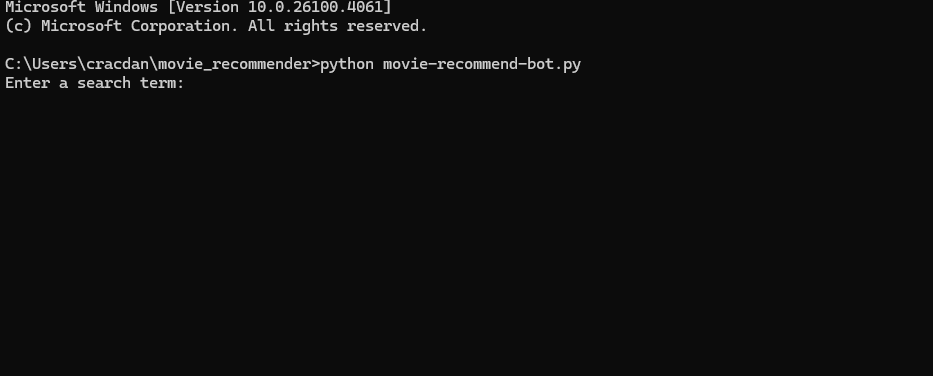 Microsoft Windows [Version 10.0.26100.4061]
(c) Microsoft Corporation. All rights reserved.
C:\Users\cracdan\movie_recommender>python movie-recommend-bot.py
Enter a search term: